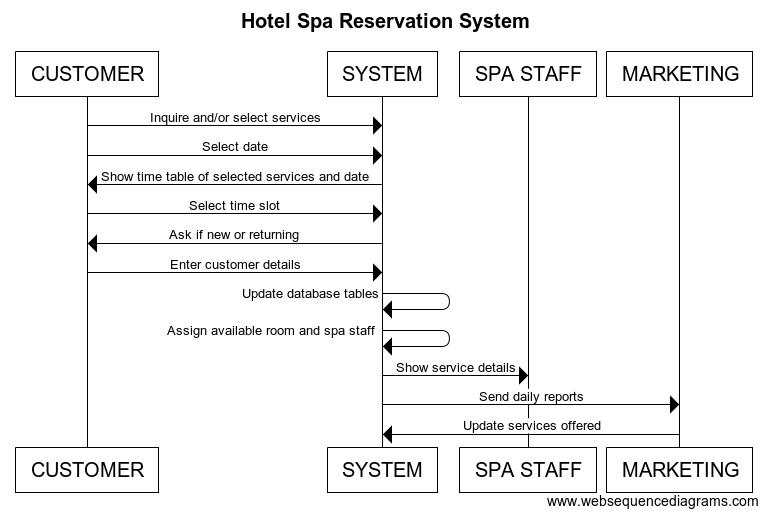 Hotel Spa Reservation System
CUSTOMER SYSTEM SPA STAFF MARKETING
Inquire and/or select services
Select date
Show time table of selected services and date
Select time slot
Ask if new or returning
Enter customer details
Update database tables
Assign available room and spa staff
Show service details
Send daily reports
Update services offered
CUSTOMER SYSTEM SPA STAFF MARKETING
www.websequencediagrams.com